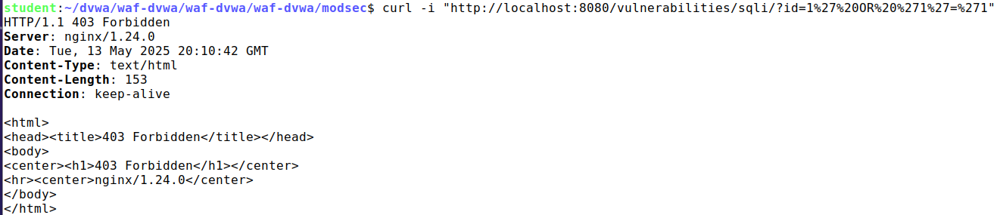 student:~/dvwa/waf-dvwa/waf-dvwa/waf-dvwa/modsec$ curl -i "http://localhost:8080/vulnerabilities/sqli/?id=1%27%20OR%20%271%27=%271"
HTTP/1.1 403 Forbidden
Server: nginx/1.24.0
Date: Tue, 13 May 2025 20:10:42 GMT
Content-Type: text/html
Content-Length: 153
Connection: keep-alive

<html>
<head><title>403 Forbidden</title></head>
<body>
<center><h1>403 Forbidden</h1></center>
<hr><center>nginx/1.24.0</center>
</body>
</html>